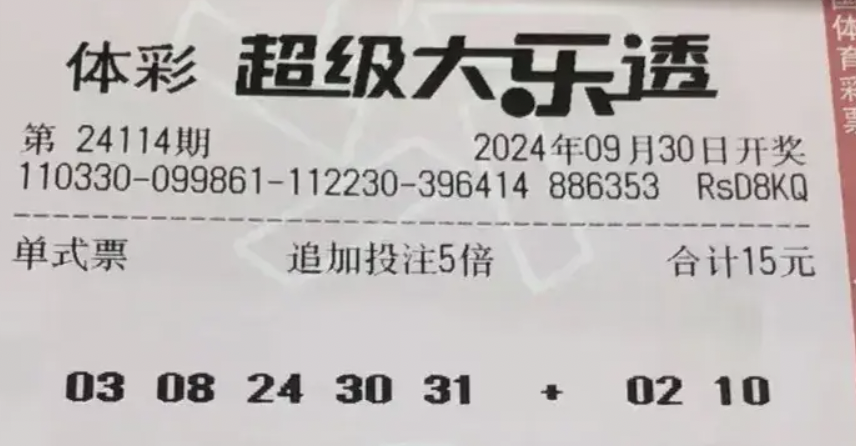 体彩 超级大乐透
第 24114期 2024年09月30日开奖
110330-099861-112230-396414 886353 RsD8KQ
单式票 追加投注5倍 合计15元
03 08 24 30 31 + 02 10
体育彩票